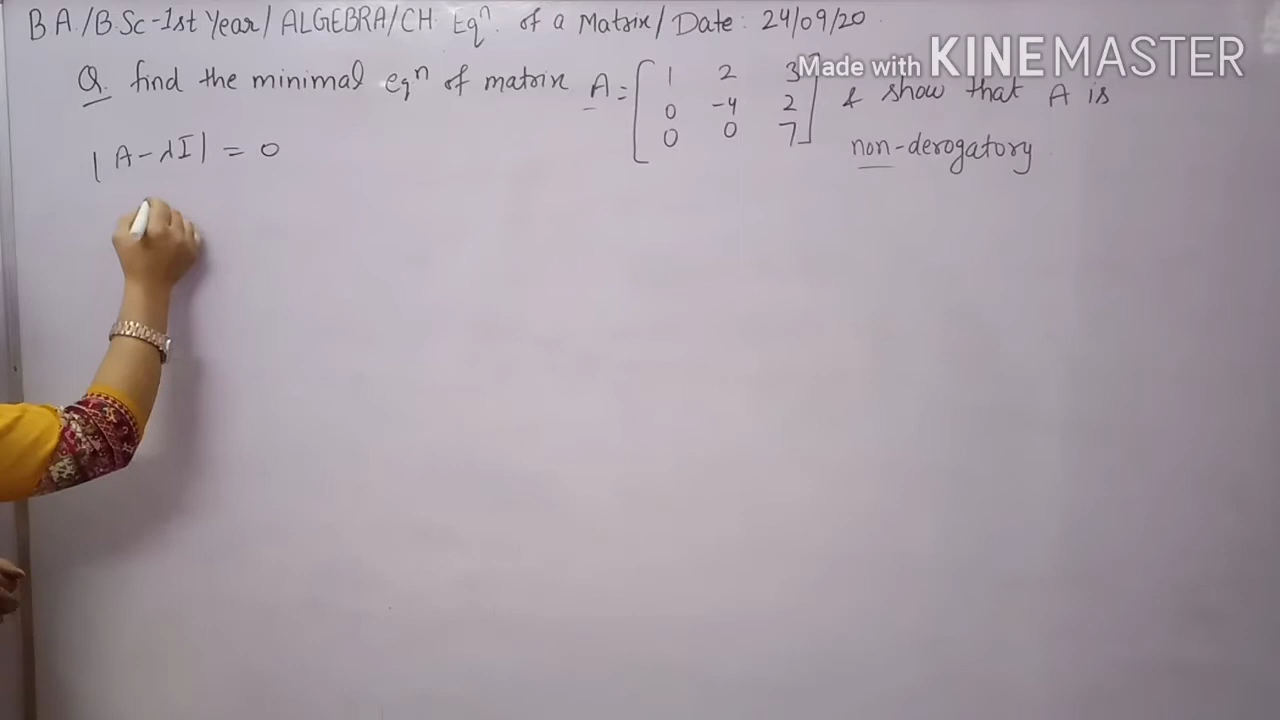 B A./B.Sc-1st Year/ALGEBRA/CH Eqn. of a Matrix/Date: 24/09/20
Made with KINEMASTER
Q. find the minimal eqn of matrix A = [ 1 2 3 & show that A is
0 -4 2
0 0 7 ] non-derogatory
|A-λI| = 0